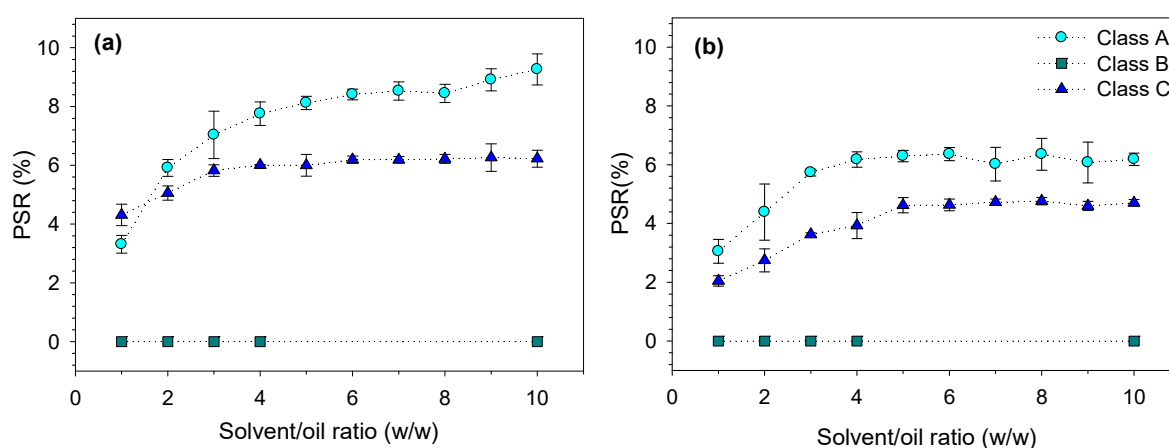 (a)
PSR (%)
10
8
6
4
2
0
0 2 4 6 8 10
Solvent/oil ratio (w/w)
(b)
Class A
Class B
Class C
PSR(%)
10
8
6
4
2
0
0 2 4 6 8 10
Solvent/oil ratio (w/w)